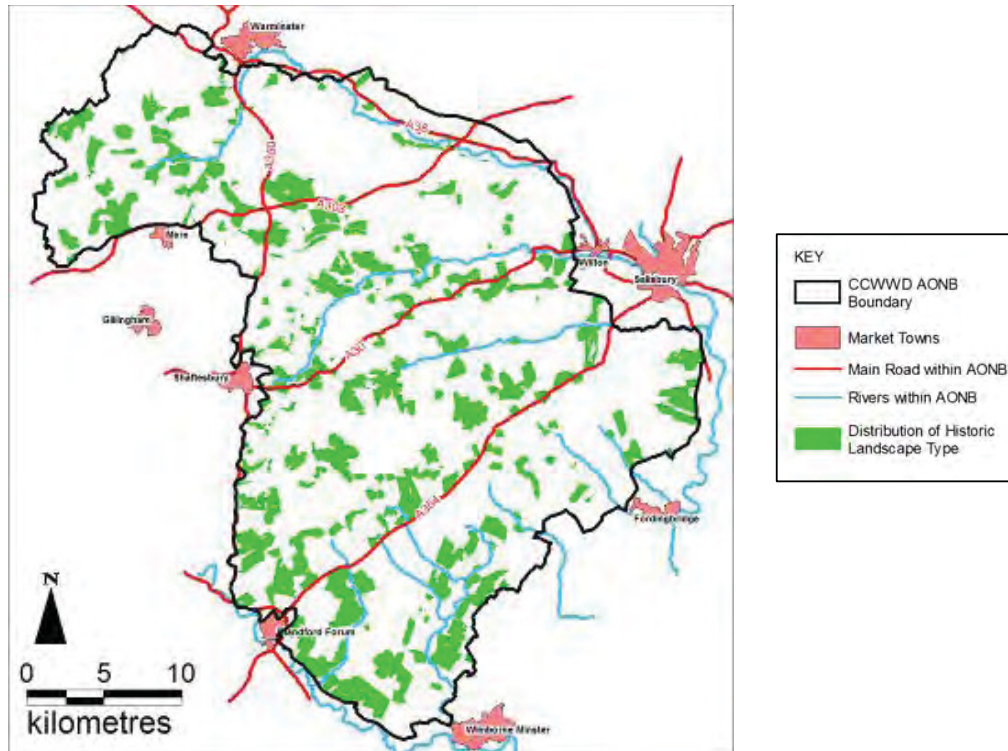 Warminster
A36
A350
A303
Mere
Wilton
Salisbury
Gillingham
A30
Shaftesbury
A354
Fordingbridge
N
Blandford Forum
0 5 10
kilometres
Wimborne Minster
KEY
CCWWD AONB
Boundary
Market Towns
Main Road within AONB
Rivers within AONB
Distribution of Historic
Landscape Type